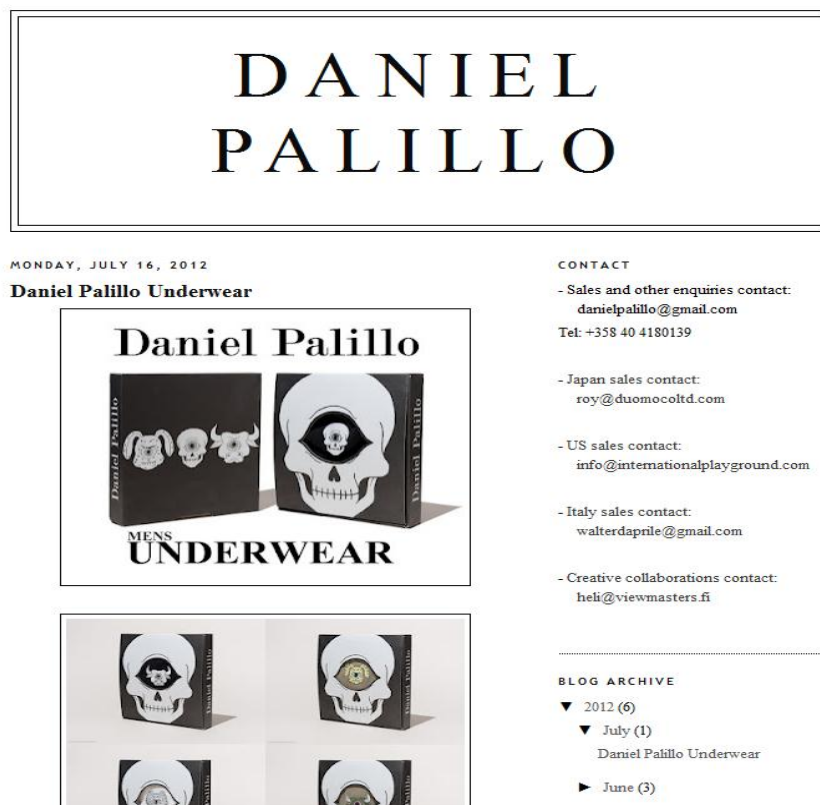 DANIEL
PALILLO
MONDAY, JULY 16, 2012
Daniel Palillo Underwear
Daniel Palillo
Daniel Palillo
Daniel Palillo
MENS
UNDERWEAR
Daniel Palillo
Daniel Palillo
CONTACT
- Sales and other enquiries contact:
danielpalillo@gmail.com
Tel: +358 40 4180139
- Japan sales contact:
roy@duomocoltd.com
- US sales contact:
info@internationalplayground.com
- Italy sales contact:
walterdaprile@gmail.com
- Creative collaborations contact:
heli@viewmasters.fi
BLOG ARCHIVE
▼ 2012 (6)
▼ July (1)
Daniel Palillo Underwear
► June (3)